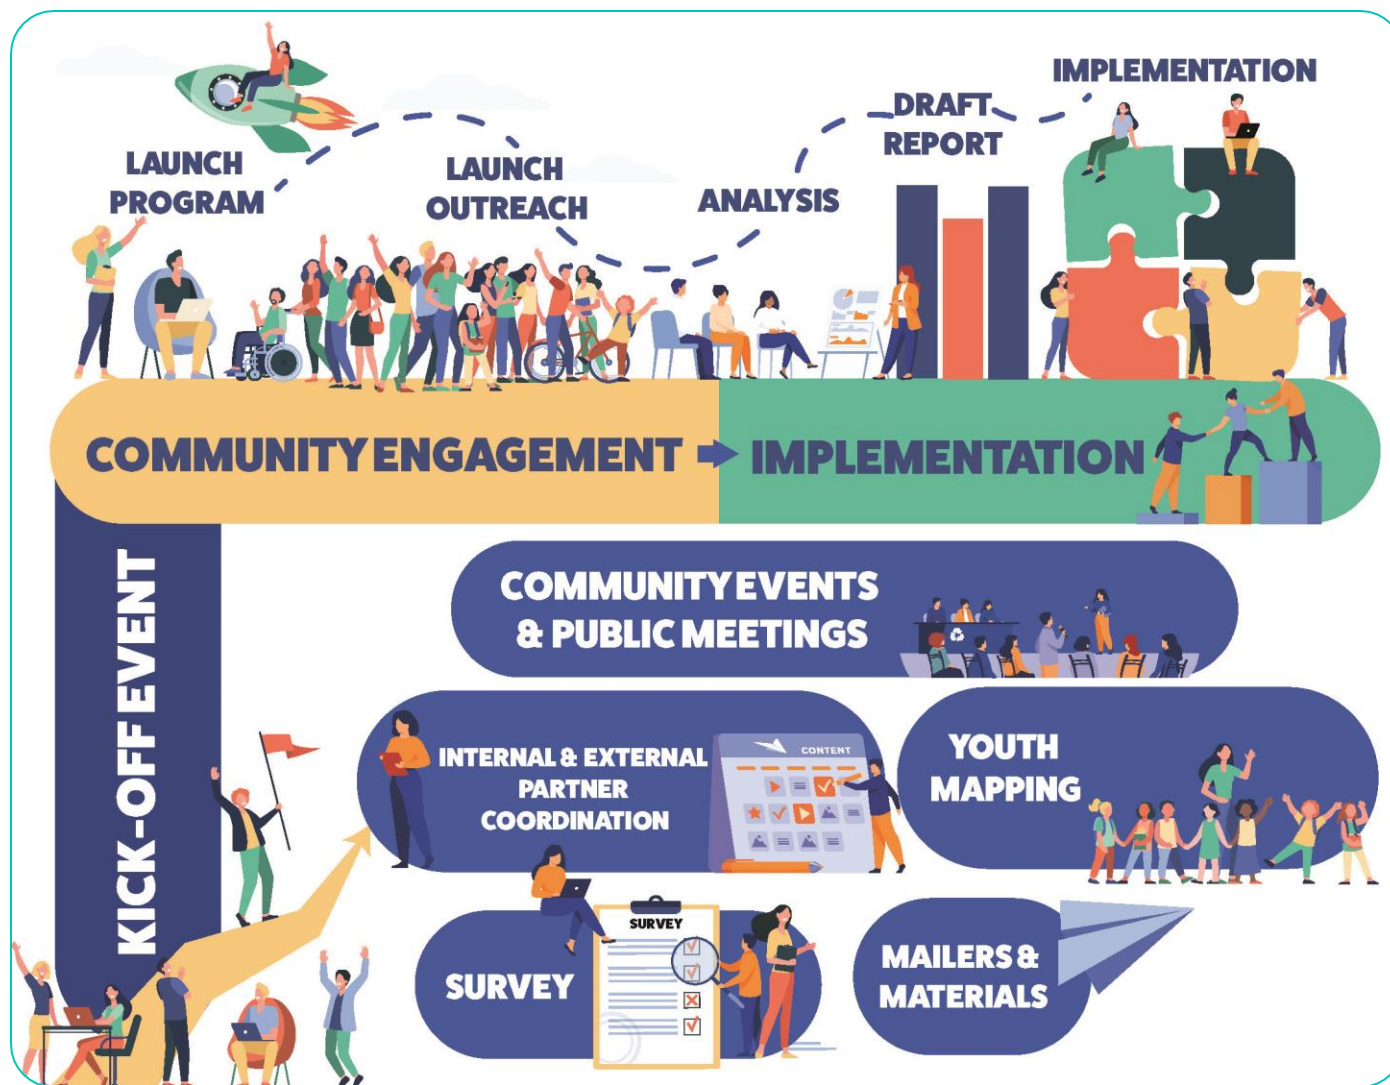 LAUNCH
PROGRAM
LAUNCH
OUTREACH
ANALYSIS
DRAFT
REPORT
IMPLEMENTATION
COMMUNITY ENGAGEMENT
IMPLEMENTATION
KICK-OFF EVENT
COMMUNITY EVENTS
& PUBLIC MEETINGS
INTERNAL & EXTERNAL
PARTNER
COORDINATION
CONTENT
YOUTH
MAPPING
SURVEY
SURVEY
MAILERS &
MATERIALS